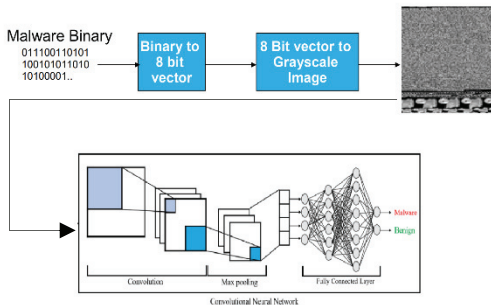 Malware Binary
011100110101
100101011010
10100001..
Binary to
8 bit
vector
8 Bit vector to
Grayscale
Image
Malware
Benign
Convolution
Max pooling
Fully Connected Layer
Convolutional Neural Network